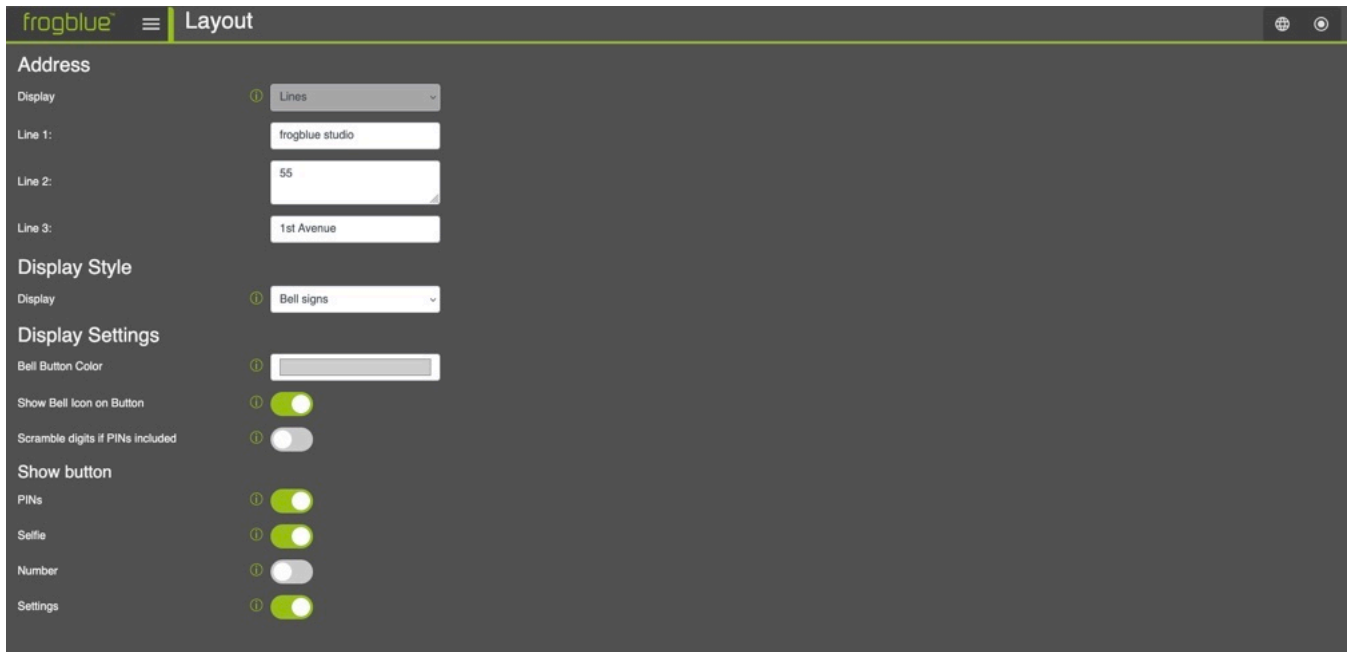 frogblue™ Layout
Address
Display Lines
Line 1: frogblue studio
Line 2: 55
Line 3: 1st Avenue
Display Style
Display Bell signs
Display Settings
Bell Button Color
Show Bell Icon on Button
Scramble digits if PINs included
Show button
PINs
Selfie
Number
Settings